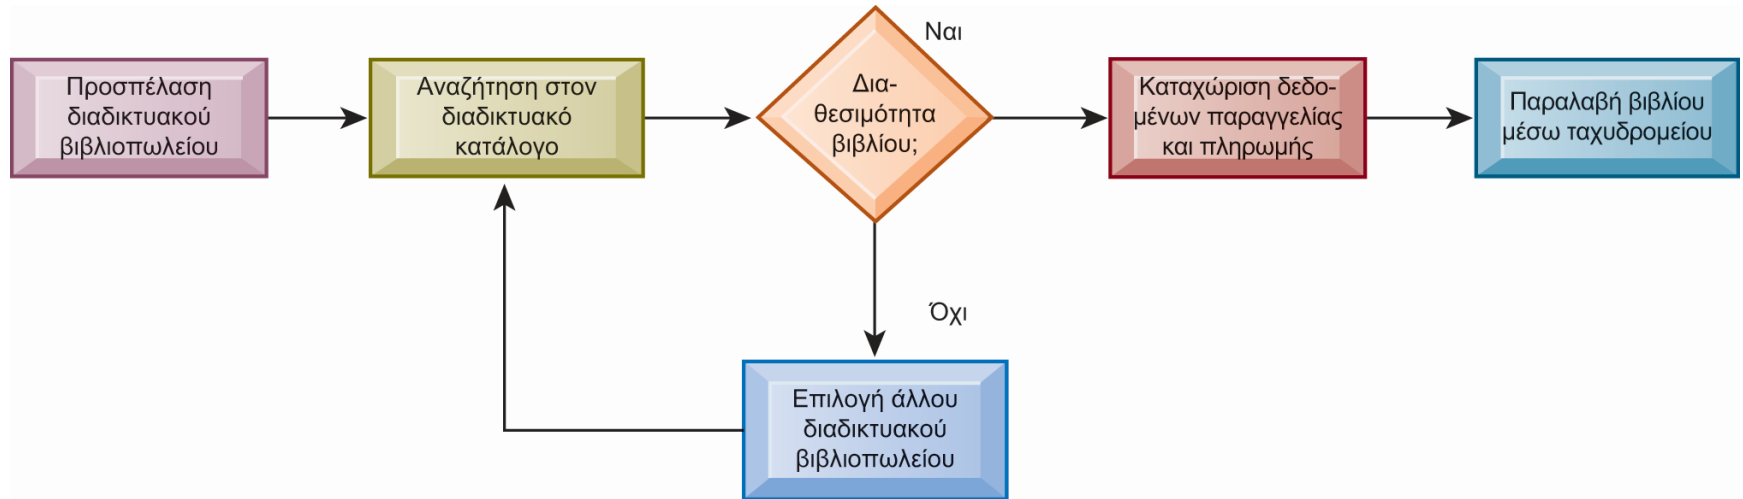 Προσπέλαση
διαδικτυακού
βιβλιοπωλείου
Αναζήτηση στον
διαδικτυακό
κατάλογο
Δια-
θεσιμότητα
βιβλίου;
Ναι
Καταχώριση δεδο-
μένων παραγγελίας
και πληρωμής
Παραλαβή βιβλίου
μέσω ταχυδρομείου
Όχι
Επιλογή άλλου
διαδικτυακού
βιβλιοπωλείου